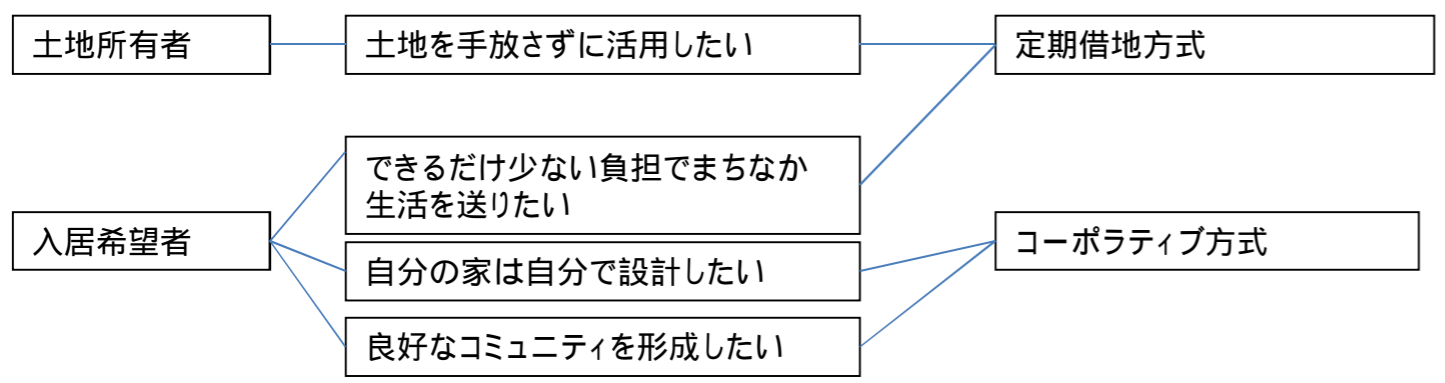 土地所有者
土地を手放さずに活用したい
定期借地方式
できるだけ少ない負担でまちなか
生活を送りたい
入居希望者
自分の家は自分で設計したい
良好なコミュニティを形成したい
コーポラティブ方式